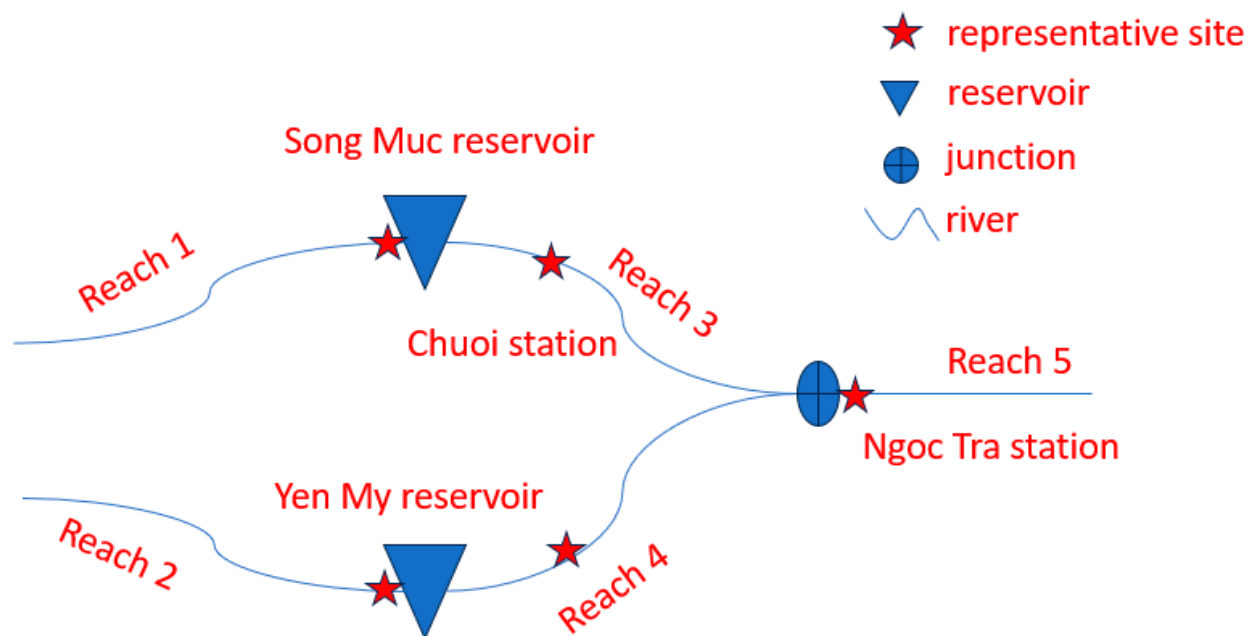 representative site
reservoir
junction
river
Song Muc reservoir
Reach 1
Reach 3
Chuoi station
Reach 5
Ngoc Tra station
Yen My reservoir
Reach 2
Reach 4